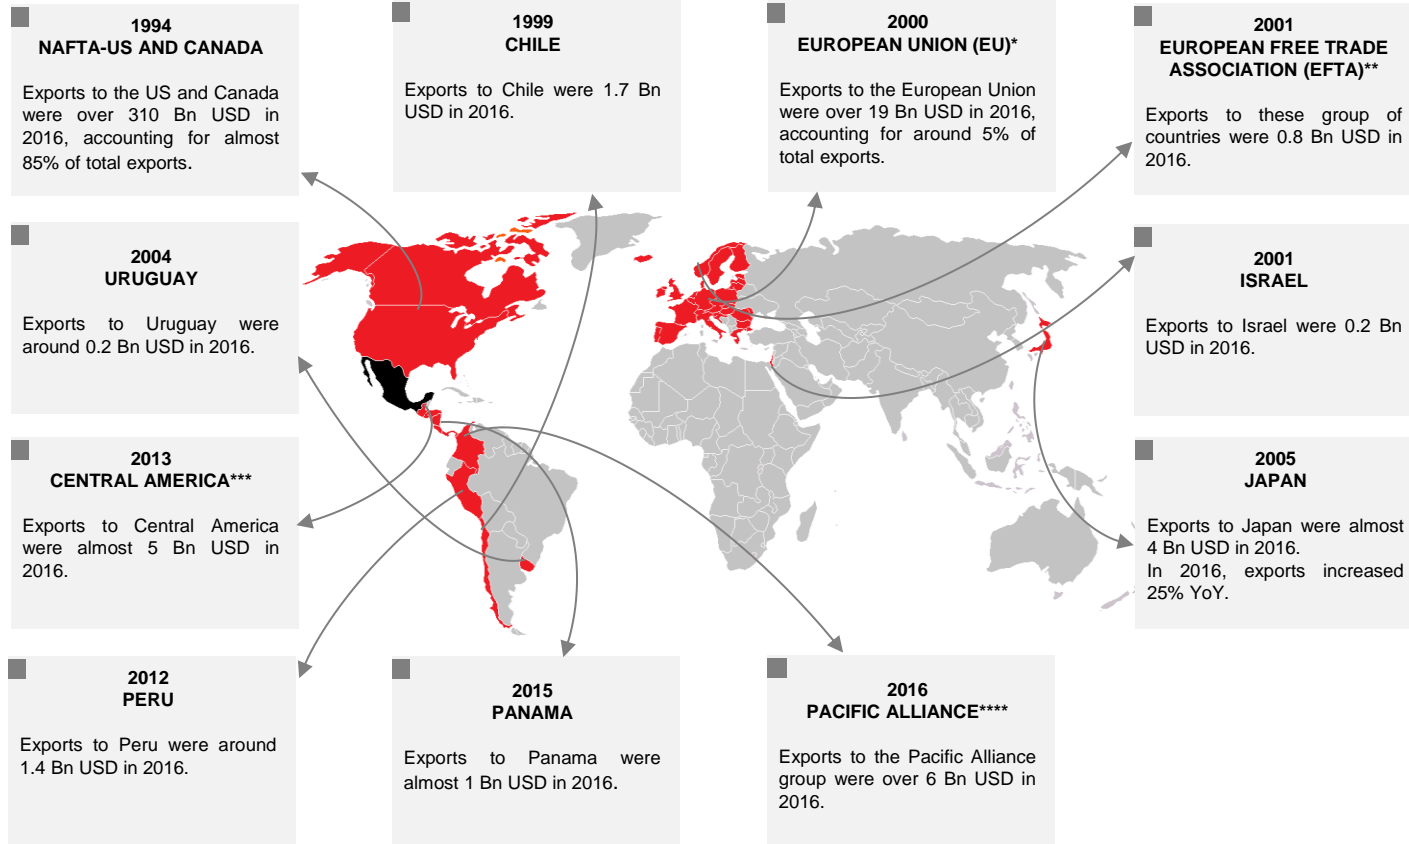 1994
NAFTA-US AND CANADA
Exports to the US and Canada
were over 310 Bn USD in
2016, accounting for almost
85% of total exports.
1999
CHILE
Exports to Chile were 1.7 Bn
USD in 2016.
2000
EUROPEAN UNION (EU)*
Exports to the European Union
were over 19 Bn USD in 2016,
accounting for around 5% of
total exports.
2001
EUROPEAN FREE TRADE
ASSOCIATION (EFTA)**
Exports to these group of
countries were 0.8 Bn USD in
2016.
2004
URUGUAY
Exports to Uruguay were
around 0.2 Bn USD in 2016.
2001
ISRAEL
Exports to Israel were 0.2 Bn
USD in 2016.
2013
CENTRAL AMERICA***
Exports to Central America
were almost 5 Bn USD in
2016.
2005
JAPAN
Exports to Japan were almost
4 Bn USD in 2016.
In 2016, exports increased
25% YoY.
2012
PERU
Exports to Peru were around
1.4 Bn USD in 2016.
2015
PANAMA
Exports to Panama were
almost 1 Bn USD in 2016.
2016
PACIFIC ALLIANCE****
Exports to the Pacific Alliance
group were over 6 Bn USD in
2016.